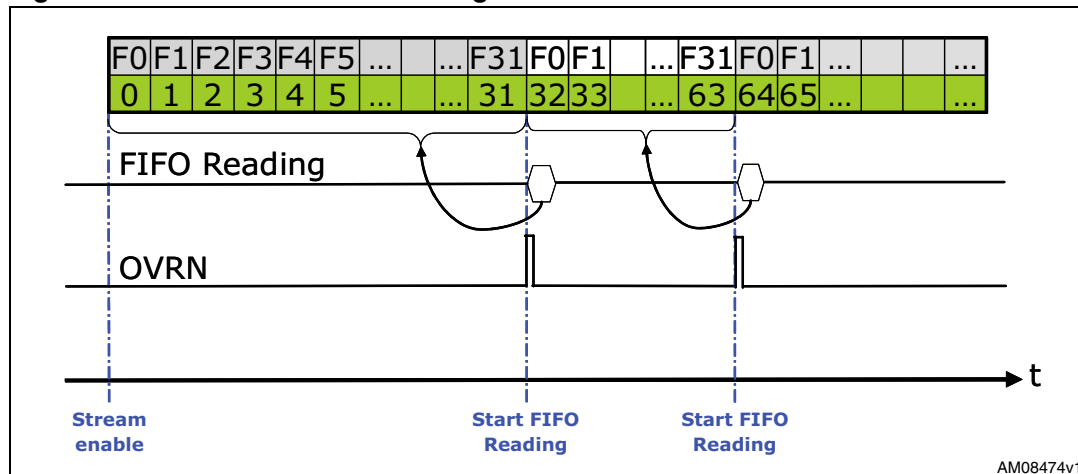 F0 F1 F2 F3 F4 F5 ... ... F31 F0 F1 ... F31 F0 F1 ... ...
0 1 2 3 4 5 ... ... 31 32 33 ... 63 64 65 ... ...
FIFO Reading
OVRN
t
Stream enable
Start FIFO Reading
Start FIFO Reading
AM08474v1